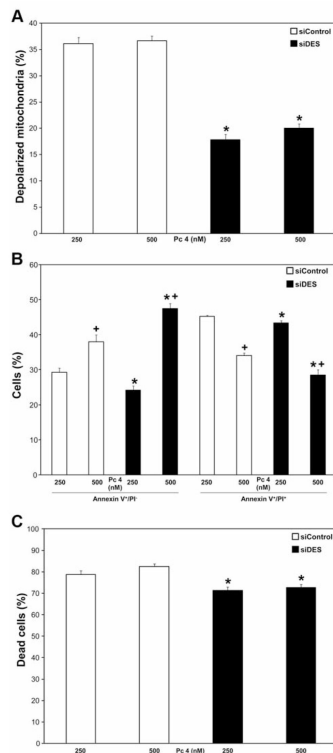 A
siControl
siDES
Depolarized mitochondria (%)
40
35
30
25
20
15
10
5
0
* *
250 500 Pc 4 (nM) 250 500
B
siControl
siDES
Cells (%)
60
50
40
30
20
10
0
+ * *+ + * *+
250 500 Pc 4 (nM) 250 500 250 500 Pc 4 (nM) 250 500
Annexin V⁺/PI⁻ Annexin V⁺/PI⁺
C
siControl
siDES
Dead cells (%)
100
90
80
70
60
50
40
30
20
10
0
* *
250 500 Pc 4 (nM) 250 500